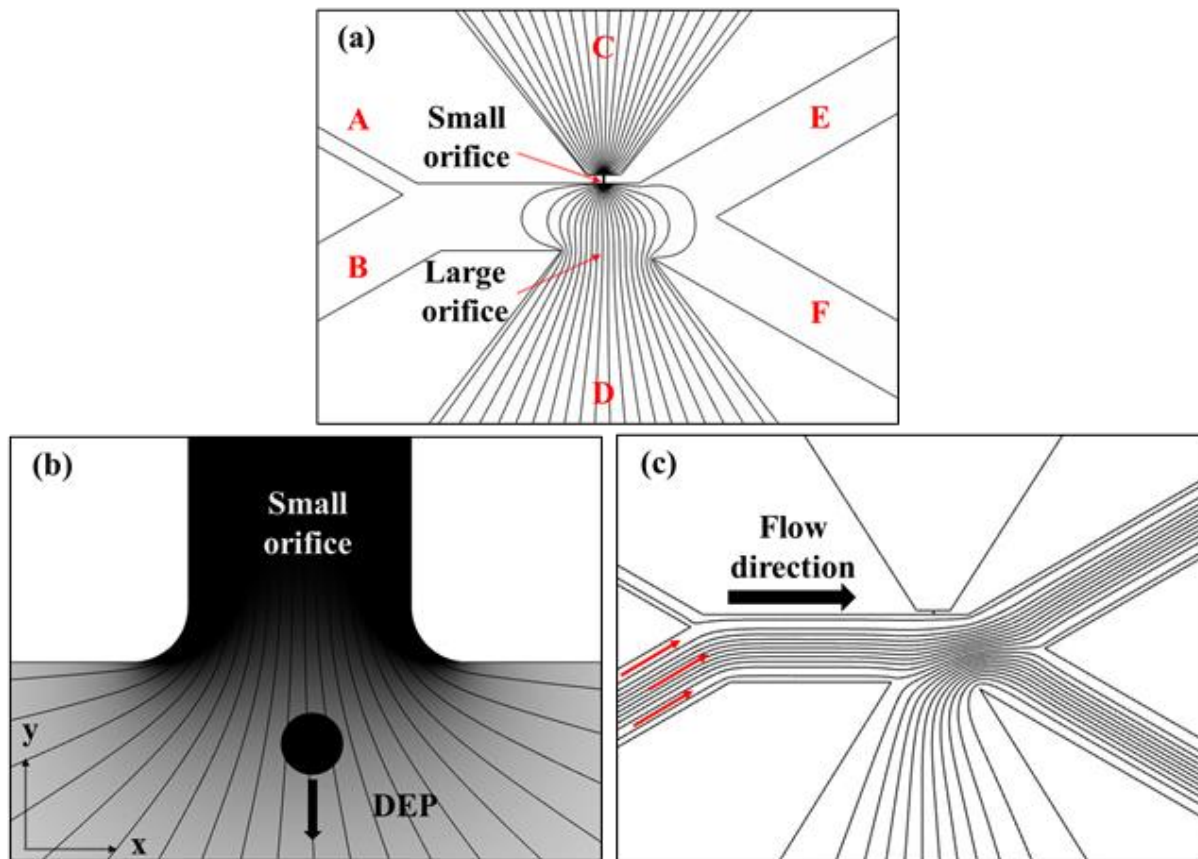 (a)
C
A
Small
orifice
E
B
Large
orifice
F
D
(b)
Small
orifice
y
DEP
x
(c)
Flow
direction